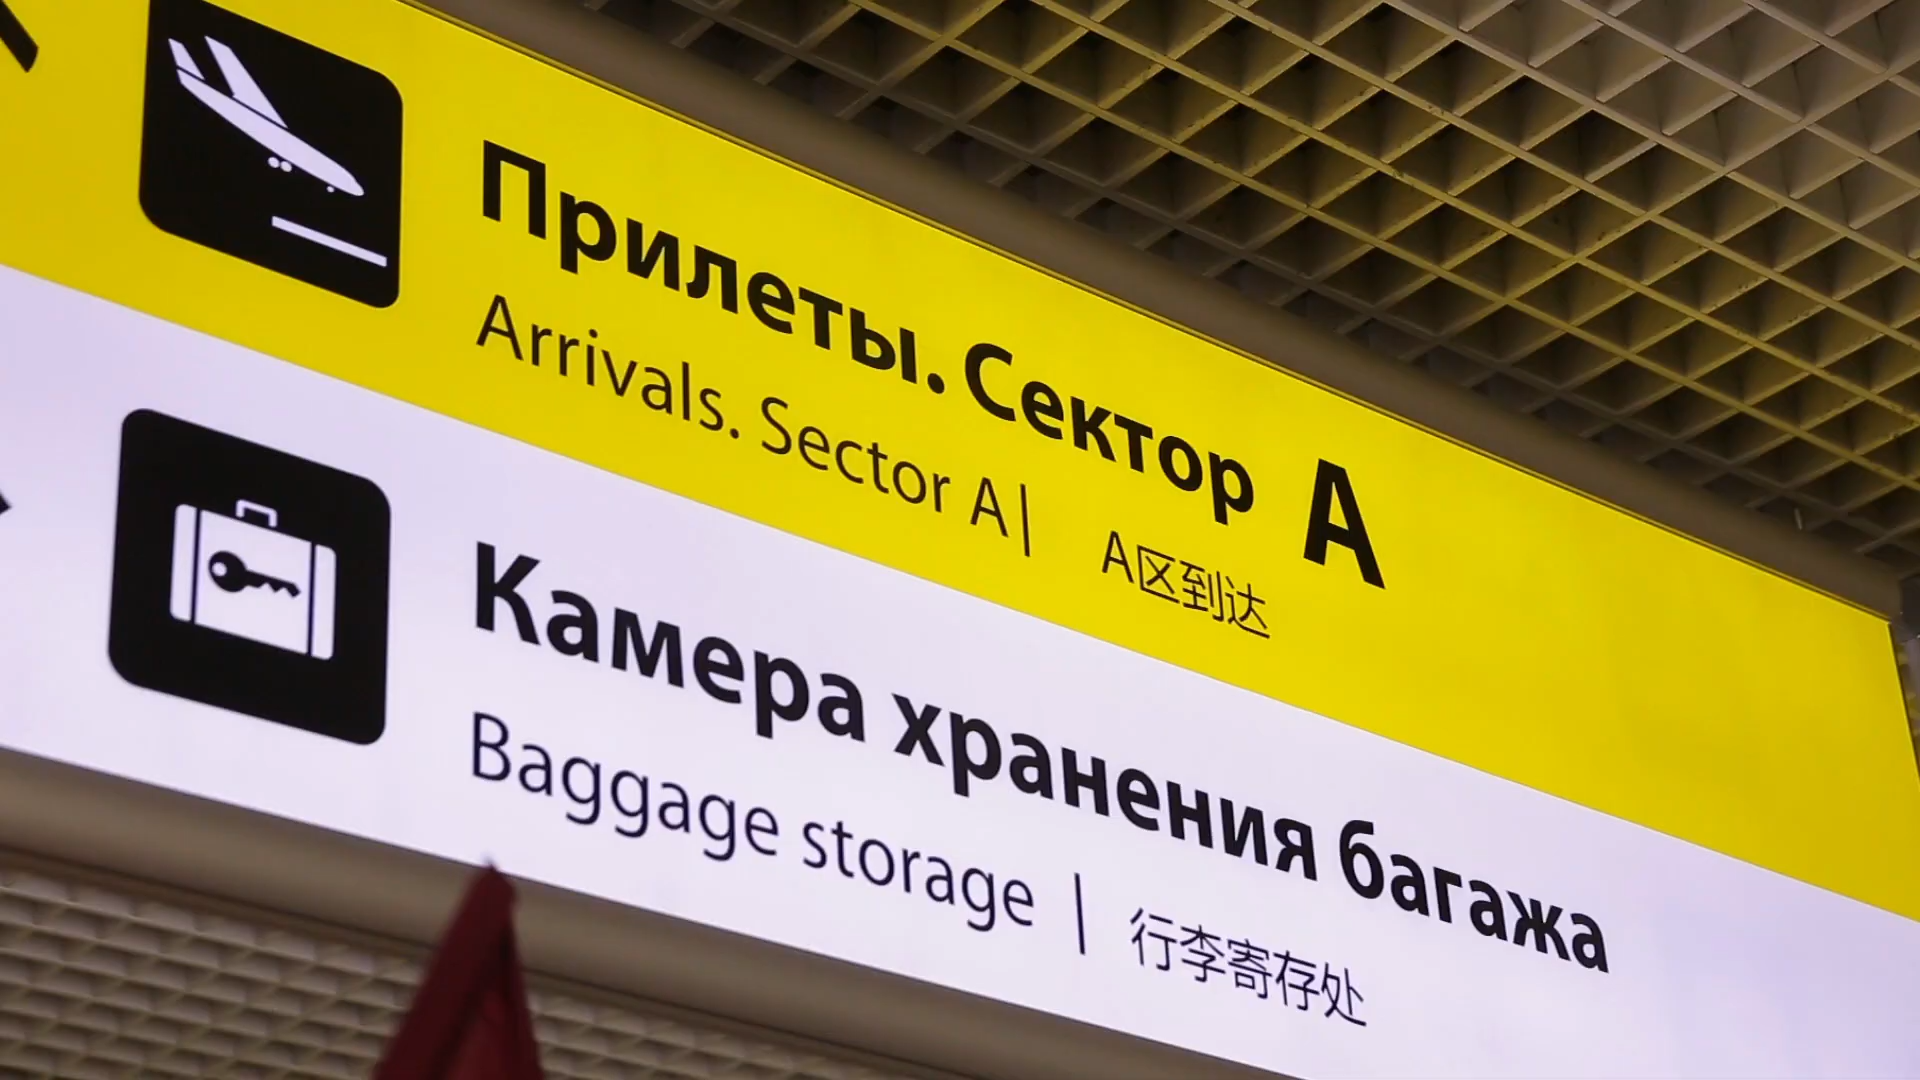 Прилеты. Сектор А
Arrivals. Sector A | A区到达
Камера хранения багажа
Baggage storage | 行李寄存处